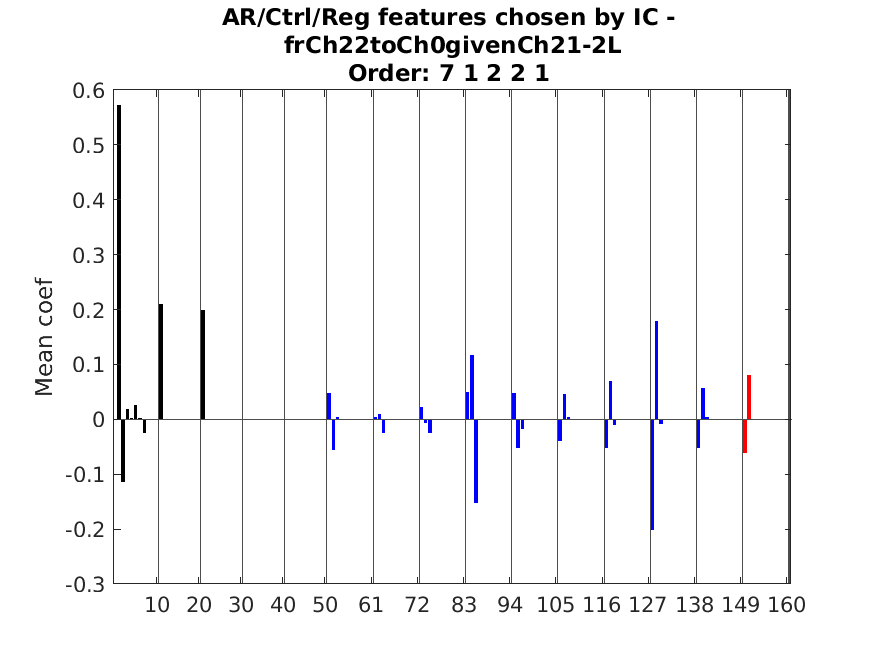 AR/Ctrl/Reg features chosen by IC -
frCh22toCh0givenCh21-2L
Order: 7 1 2 2 1
0.6
0.5
0.4
0.3
0.2
0.1
0
-0.1
-0.2
-0.3
Mean coef
10 20 30 40 50 61 72 83 94 105 116 127 138 149 160